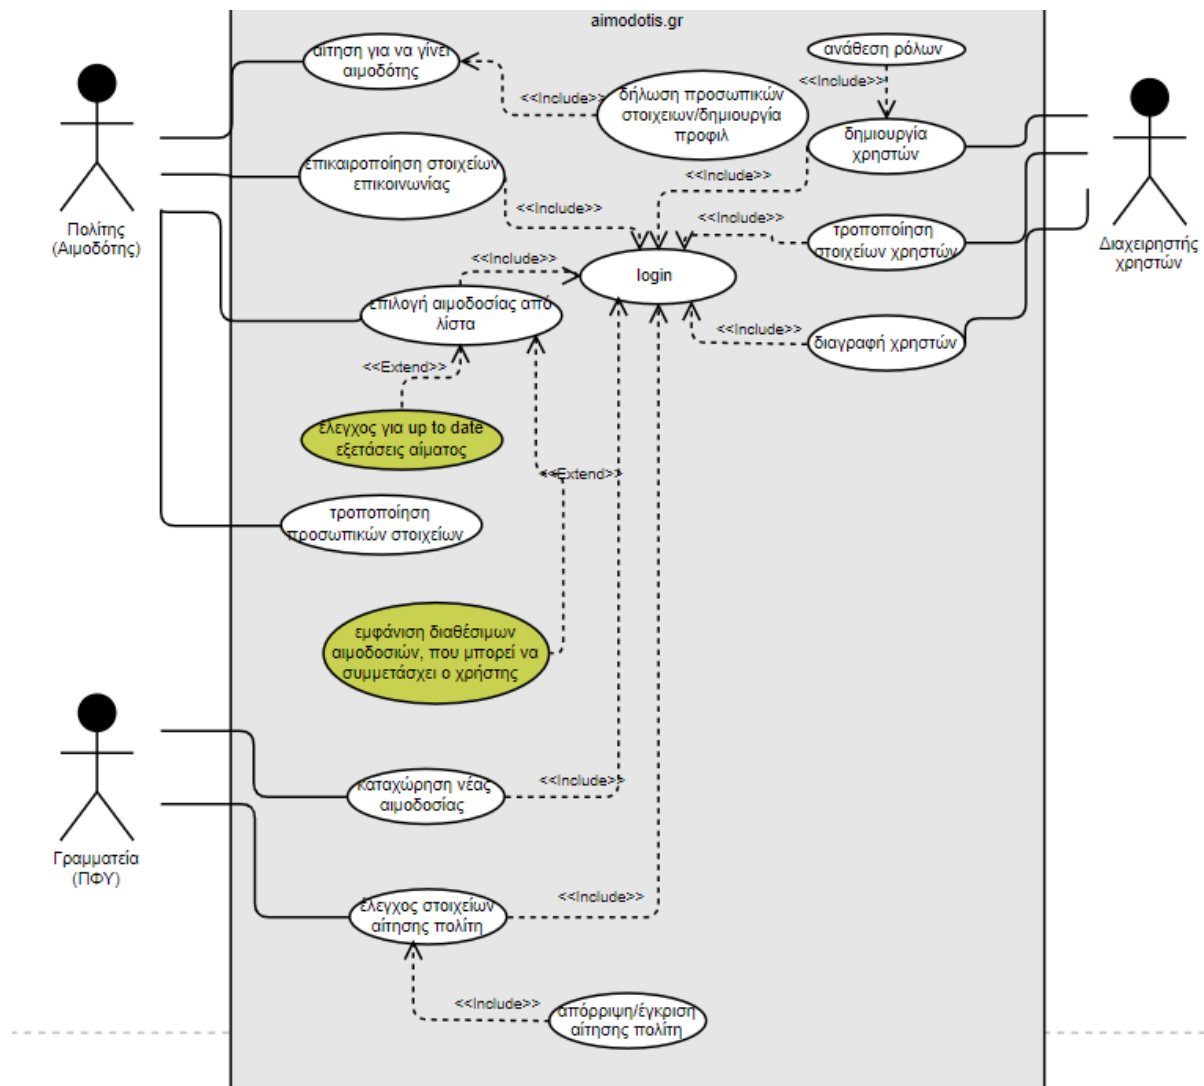 aimodotis.gr
αίτηση για να γίνει
αιμοδότης
<<Include>>
δήλωση προσωπικών
στοιχειων/δημιουργία
προφιλ
ανάθεση ρόλων
<<Include>>
δημιουργία
χρηστών
<<Include>>
επικαιροποίηση στοιχείων
επικοινωνίας
<<Include>>
<<Include>>
τροποποίηση
στοιχείων χρηστών
Πολίτης
(Αιμοδότης)
Διαχειρηστής
χρηστών
login
<<Include>>
επιλογή αιμοδοσίας από
λίστα
<<Include>>
διαγραφή χρηστών
<<Extend>>
έλεγχος για up to date
εξετάσεις αίματος
<<Extend>>
τροποποίηση
προσωπικών στοιχείων
εμφάνιση διαθέσιμων
αιμοδοσιών, που μπορεί να
συμμετάσχει ο χρήστης
καταχώρηση νέας
αιμοδοσίας
<<Include>>
Γραμματεία
(ΠΦΥ)
έλεγχος στοιχείων
αίτησης πολίτη
<<Include>>
<<Include>>
απόρριψη/έγκριση
αίτησης πολίτη